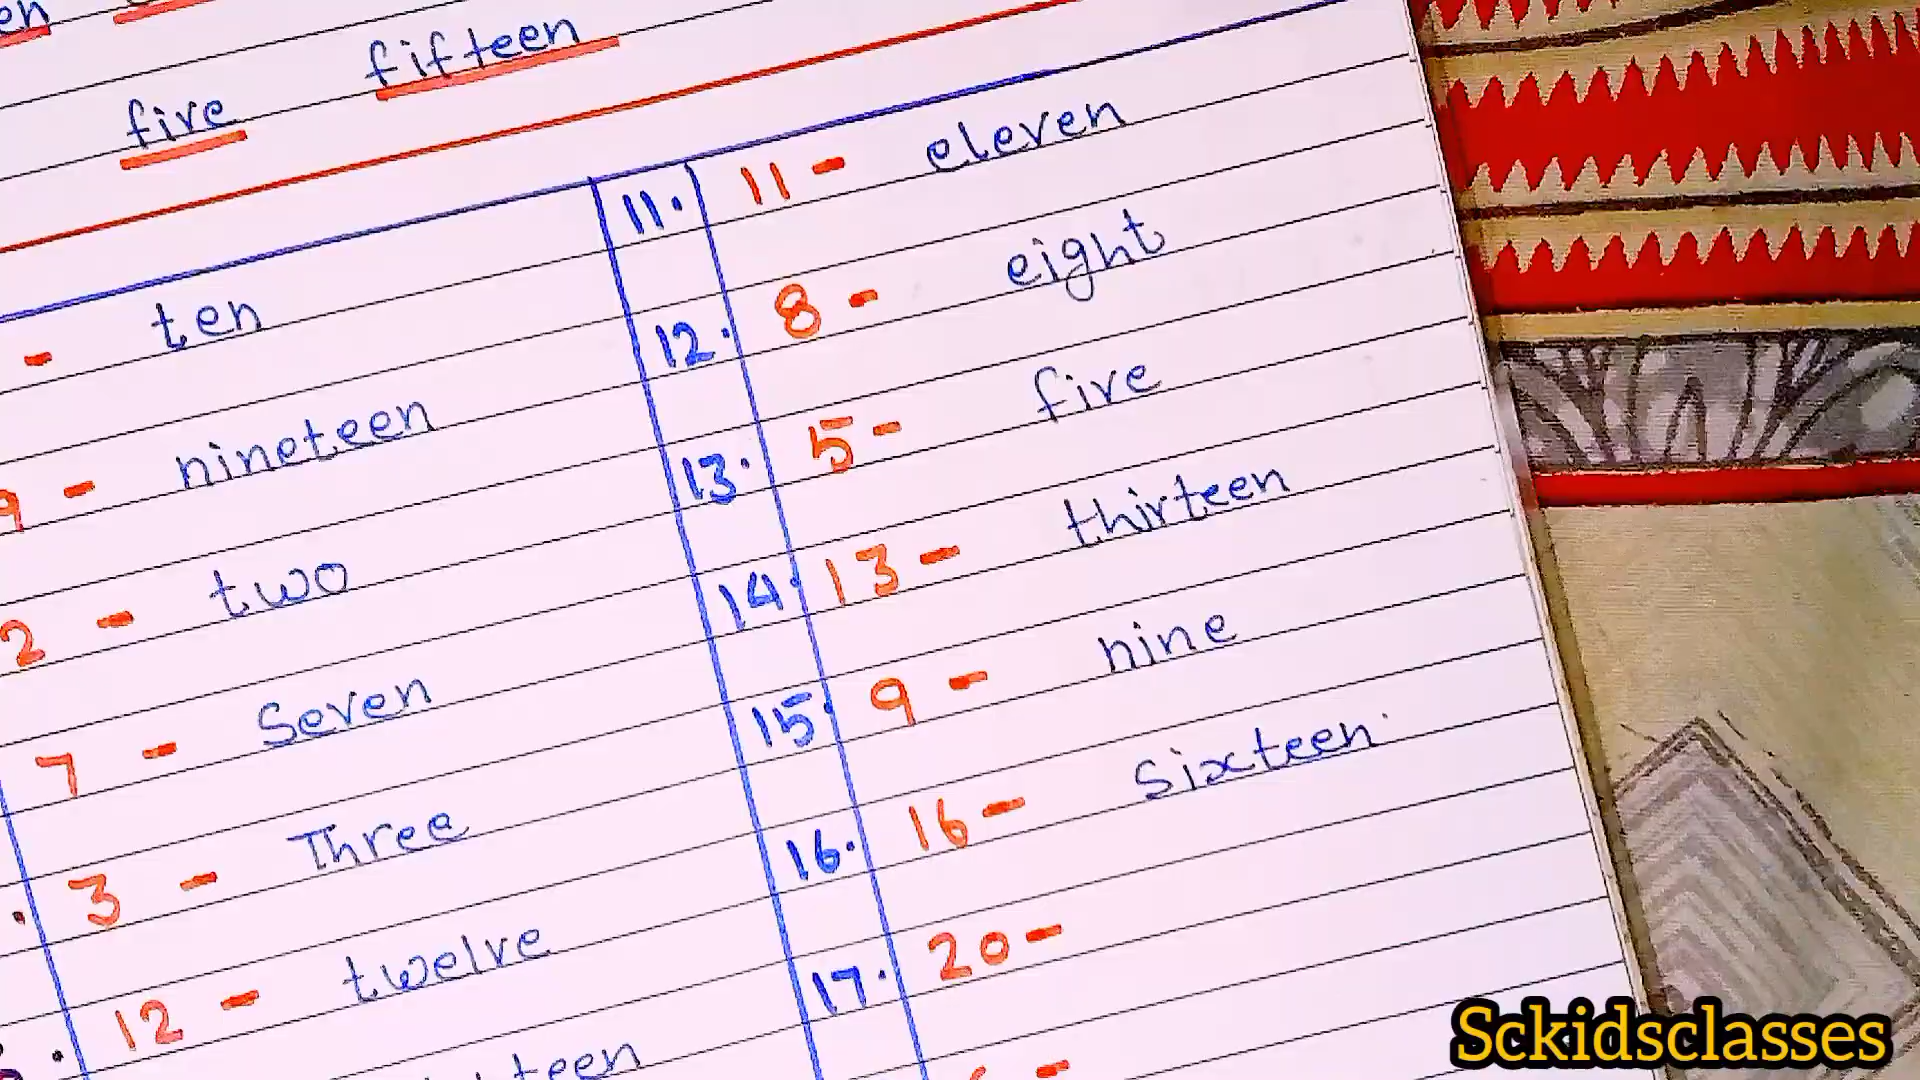 fifteen
five
- ten
9 - nineteen
2 - two
7 - Seven
3 - Three
12 - twelve
teen
11. 11 - eleven
12. 8 - eight
13. 5 - five
14. 13 - thirteen
15. 9 - nine
16. 16 - sixteen
17. 20 -
Sckidsclasses